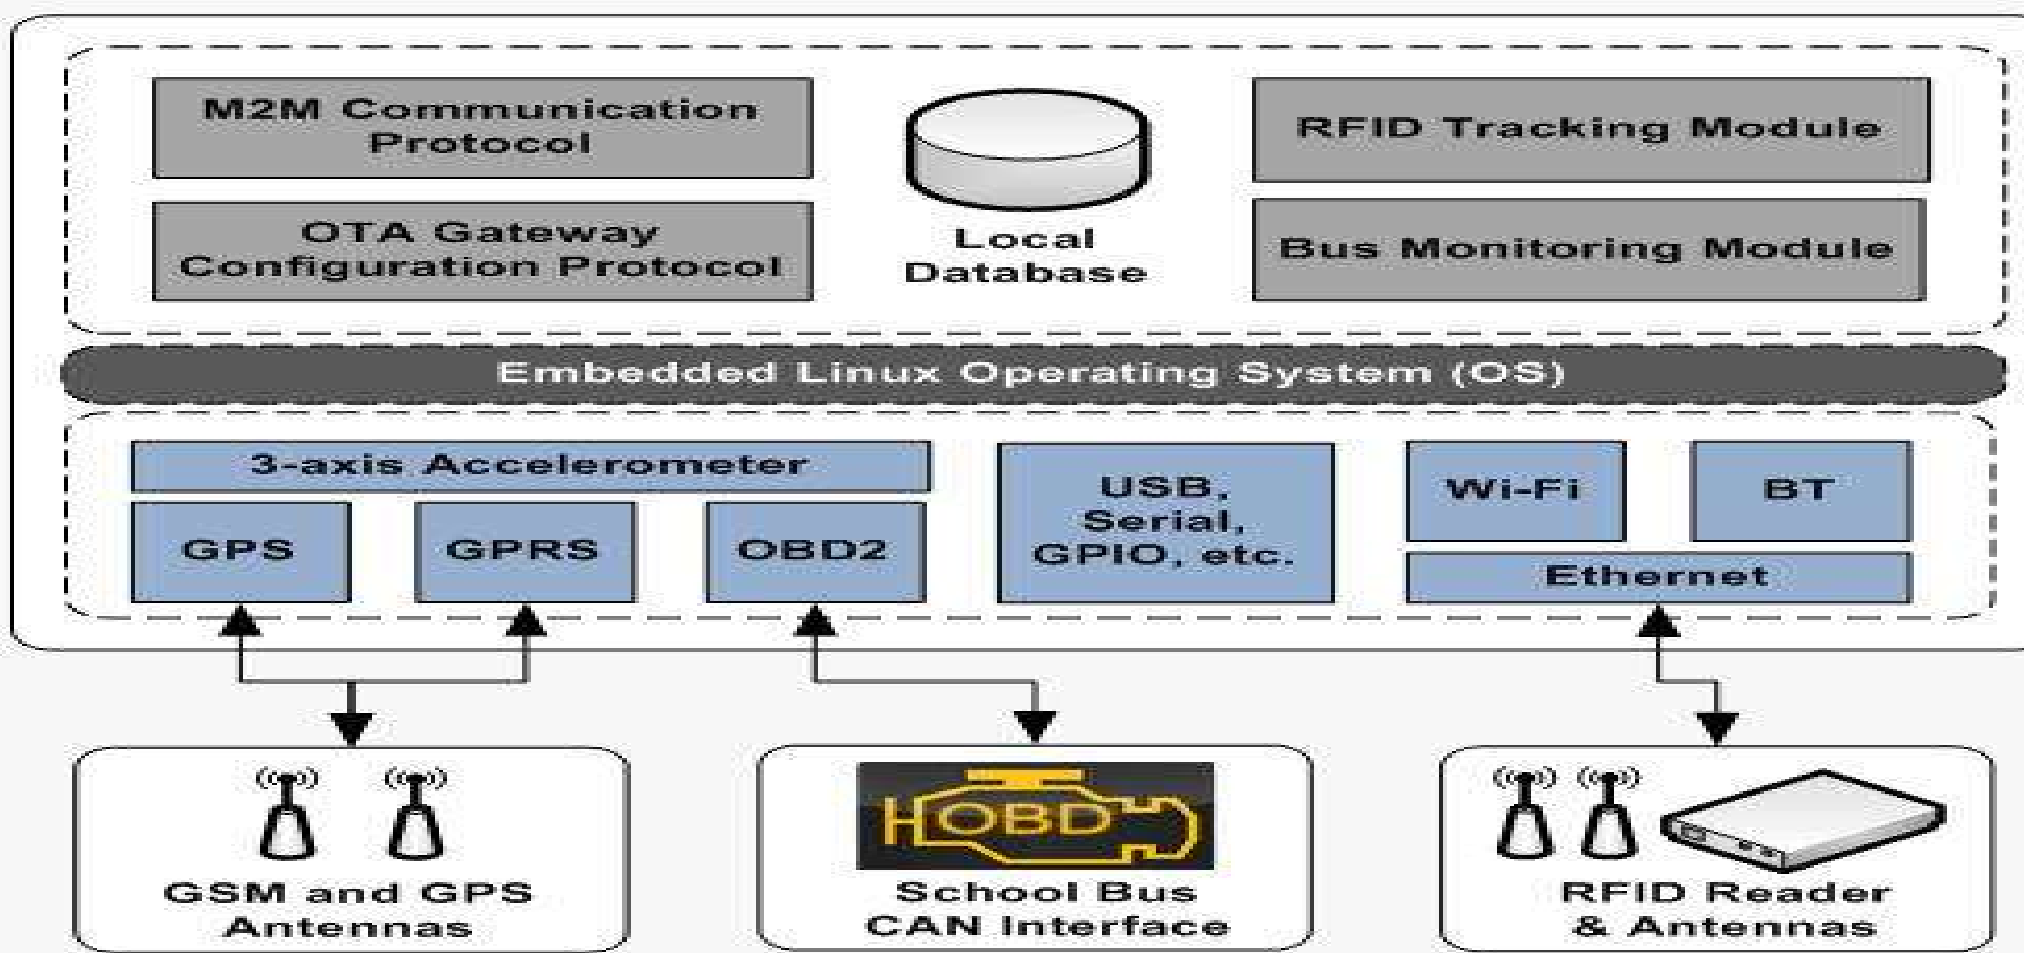 M2M Communication
Protocol
OTA Gateway
Configuration Protocol
Local
Database
RFID Tracking Module
Bus Monitoring Module
Embedded Linux Operating System (OS)
3-axis Accelerometer
GPS
GPRS
OBD2
USB,
Serial,
GPIO, etc.
Wi-Fi
BT
Ethernet
OBD
GSM and GPS
Antennas
School Bus
CAN Interface
RFID Reader
& Antennas